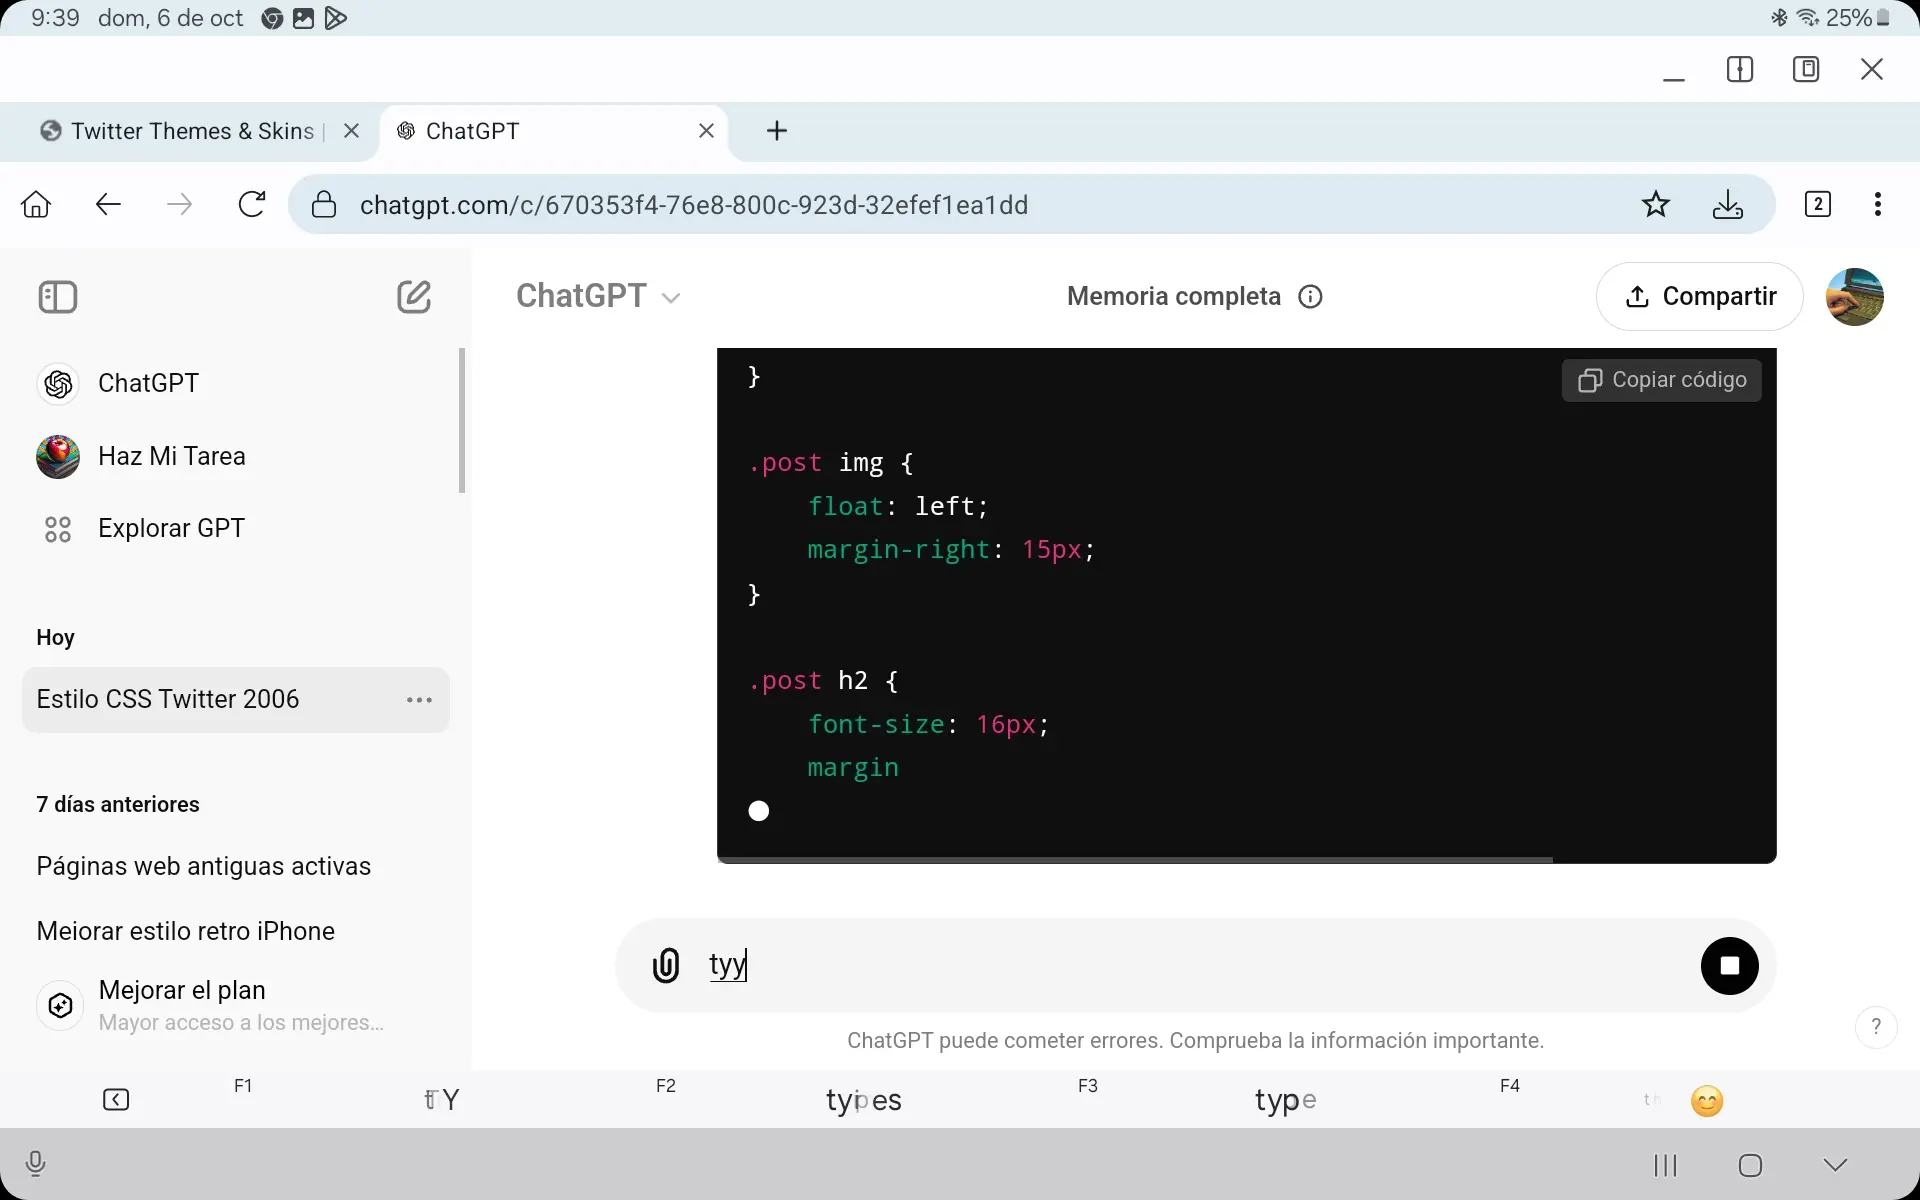 9:39 dom, 6 de oct
25%
Twitter Themes & Skins |
ChatGPT
chatgpt.com/c/670353f4-76e8-800c-923d-32efef1ea1dd
2
ChatGPT
Memoria completa
Compartir
ChatGPT
Haz Mi Tarea
Explorar GPT
Hoy
Estilo CSS Twitter 2006
7 días anteriores
Páginas web antiguas activas
Mejorar estilo retro iPhone
Mejorar el plan
Mayor acceso a los mejores...
Copiar código
}
.post img {
float: left;
margin-right: 15px;
}
.post h2 {
font-size: 16px;
margin
tyy
ChatGPT puede cometer errores. Comprueba la información importante.
?
F1
F2
F3
F4